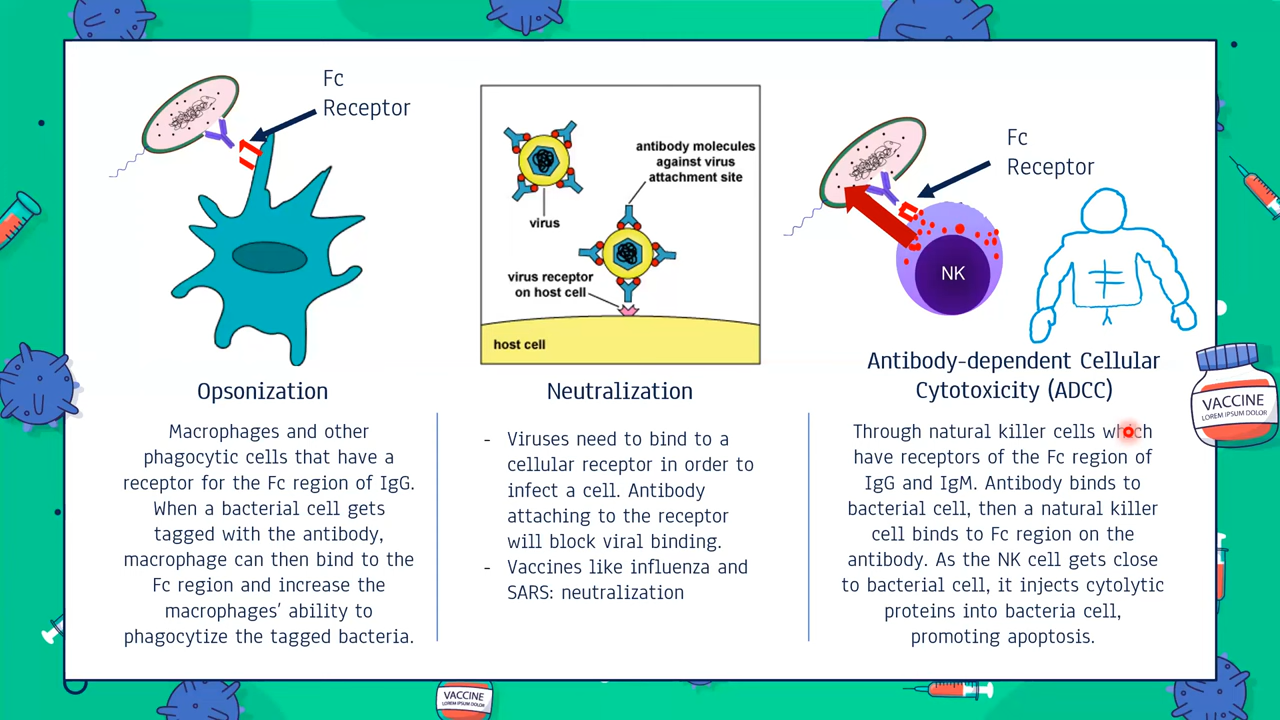 Fc
Receptor
Opsonization
Macrophages and other
phagocytic cells that have a
receptor for the Fc region of IgG.
When a bacterial cell gets
tagged with the antibody,
macrophage can then bind to the
Fc region and increase the
macrophages' ability to
phagocytize the tagged bacteria.
antibody molecules
against virus
attachment site
virus
virus receptor
on host cell
host cell
Neutralization
- Viruses need to bind to a
cellular receptor in order to
infect a cell. Antibody
attaching to the receptor
will block viral binding.
- Vaccines like influenza and
SARS: neutralization
Fc
Receptor
NK
Antibody-dependent Cellular
Cytotoxicity (ADCC)
Through natural killer cells which
have receptors of the Fc region of
IgG and IgM. Antibody binds to
bacterial cell, then a natural killer
cell binds to Fc region on the
antibody. As the NK cell gets close
to bacterial cell, it injects cytolytic
proteins into bacteria cell,
promoting apoptosis.
VACCINE
LOREM IPSUM DOLOR
VACCINE
LOREM IPSUM DOLOR